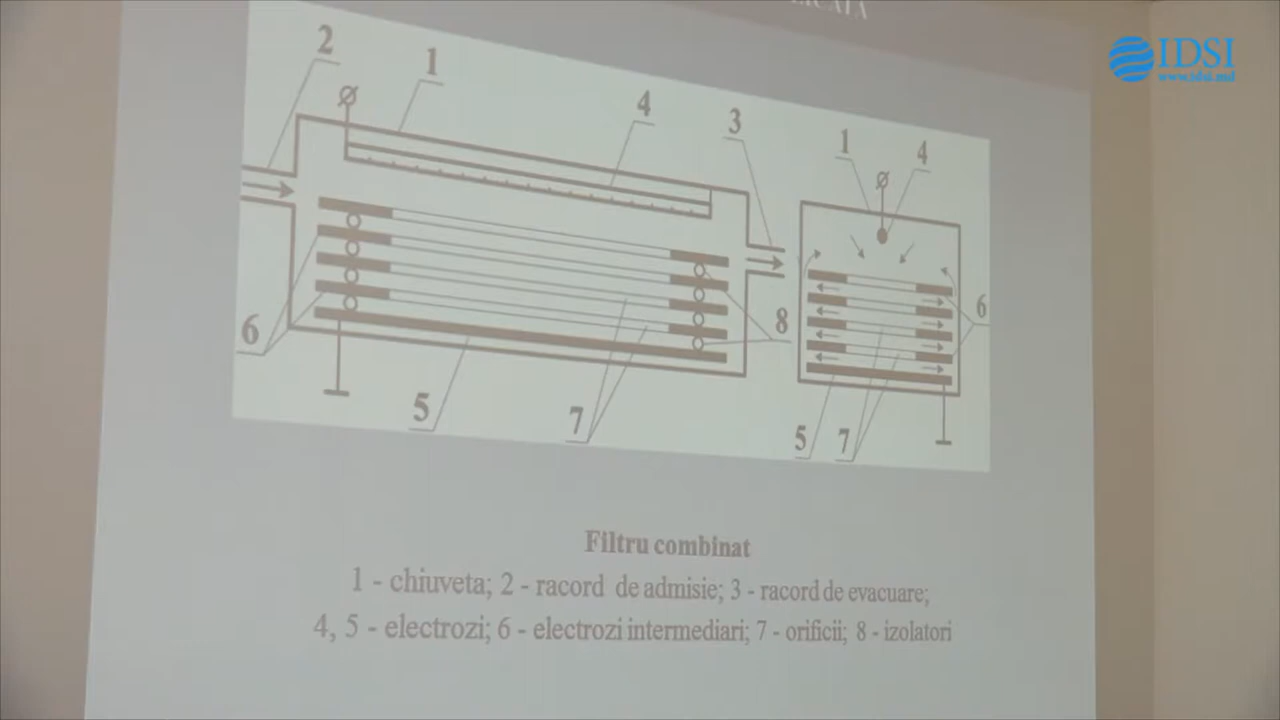 IDSI
www.idsi.md
2 1 4 3 1 4
6 8 6
5 7 5 7
Filtru combinat
1 - chiuveta; 2 - racord de admisie; 3 - racord de evacuare;
4, 5 - electrozi; 6 - electrozi intermediari; 7 - orificii; 8 - izolatori